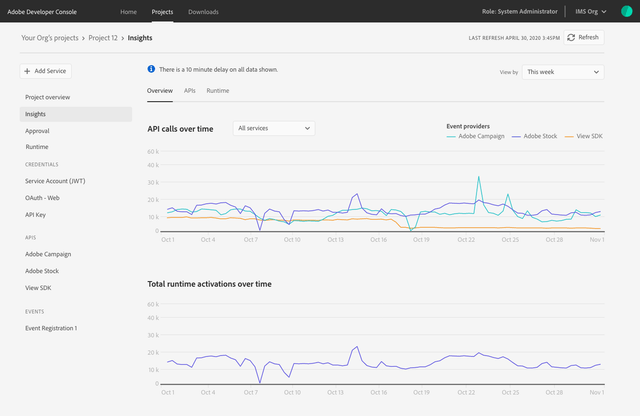 Adobe Developer Console Home Projects Downloads Role: System Administrator IMS Org
Your Org's projects > Project 12 > Insights LAST REFRESH APRIL 30, 2020 3:45PM Refresh
+ Add Service
There is a 10 minute delay on all data shown.
View by This week
Overview APIs Runtime
Project overview
Insights
Approval
Runtime
CREDENTIALS
Service Account (JWT)
OAuth - Web
API Key
APIS
Adobe Campaign
Adobe Stock
View SDK
EVENTS
Event Registration 1
API calls over time All services
Event providers
Adobe Campaign Adobe Stock View SDK
60 k
40 k
30 k
20 k
10 k
0
Oct 1 Oct 4 Oct 7 Oct 10 Oct 13 Oct 16 Oct 19 Oct 22 Oct 25 Oct 28 Nov 1
Total runtime activations over time
60 k
40 k
30 k
20 k
10 k
0
Oct 1 Oct 4 Oct 7 Oct 10 Oct 13 Oct 16 Oct 19 Oct 22 Oct 25 Oct 28 Nov 1